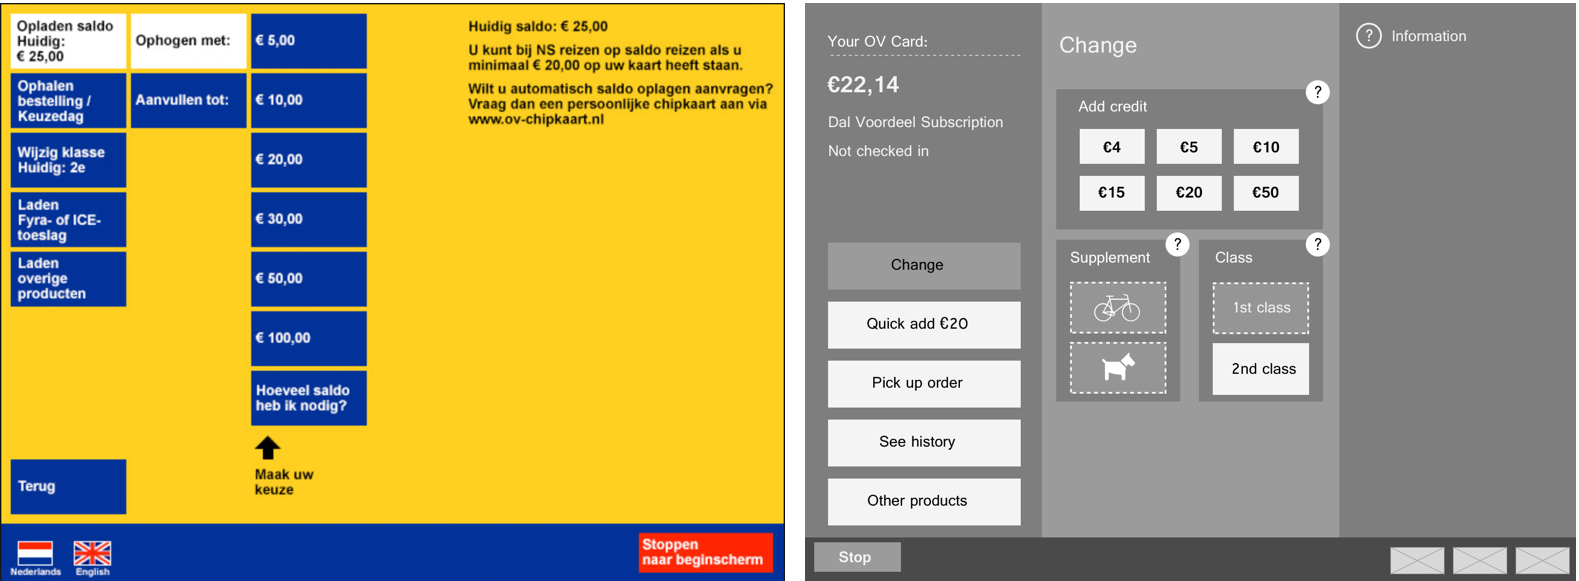 Opladen saldo
Huidig:
€ 25,00
Ophogen met:
€ 5,00
Ophalen
bestelling /
Keuzedag
Aanvullen tot:
€ 10,00
Wijzig klasse
Huidig: 2e
€ 20,00
Laden
Fyra- of ICE-
toeslag
€ 30,00
Laden
overige
producten
€ 50,00
€ 100,00
Hoeveel saldo
heb ik nodig?
Maak uw
keuze
Terug
Huidig saldo: € 25,00
U kunt bij NS reizen op saldo reizen als u
minimaal € 20,00 op uw kaart heeft staan.
Wilt u automatisch saldo oplagen aanvragen?
Vraag dan een persoonlijke chipkaart aan via
www.ov-chipkaart.nl
Nederlands
English
Stoppen
naar beginscherm
Your OV Card:
€22,14
Dal Voordeel Subscription
Not checked in
Change
Quick add €20
Pick up order
See history
Other products
Stop
Change
?
Add credit
€4
€5
€10
€15
€20
€50
?
Supplement
?
Class
1st class
2nd class
? Information